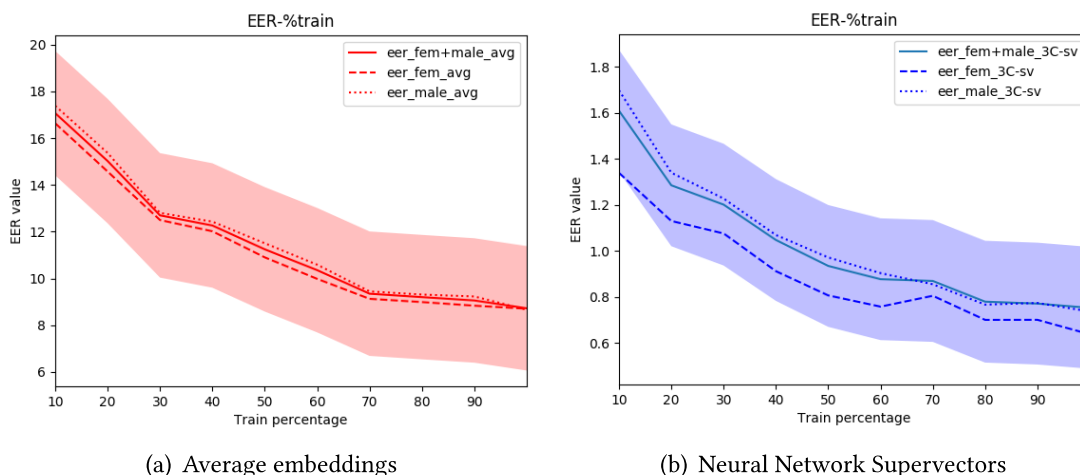 EER-%train
20
18
16
14
12
10
8
6
EER value
10 20 30 40 50 60 70 80 90
Train percentage
eer_fem+male_avg
eer_fem_avg
eer_male_avg
(a) Average embeddings
EER-%train
1.8
1.6
1.4
1.2
1.0
0.8
0.6
EER value
10 20 30 40 50 60 70 80 90
Train percentage
eer_fem+male_3C-sv
eer_fem_3C-sv
eer_male_3C-sv
(b) Neural Network Supervectors